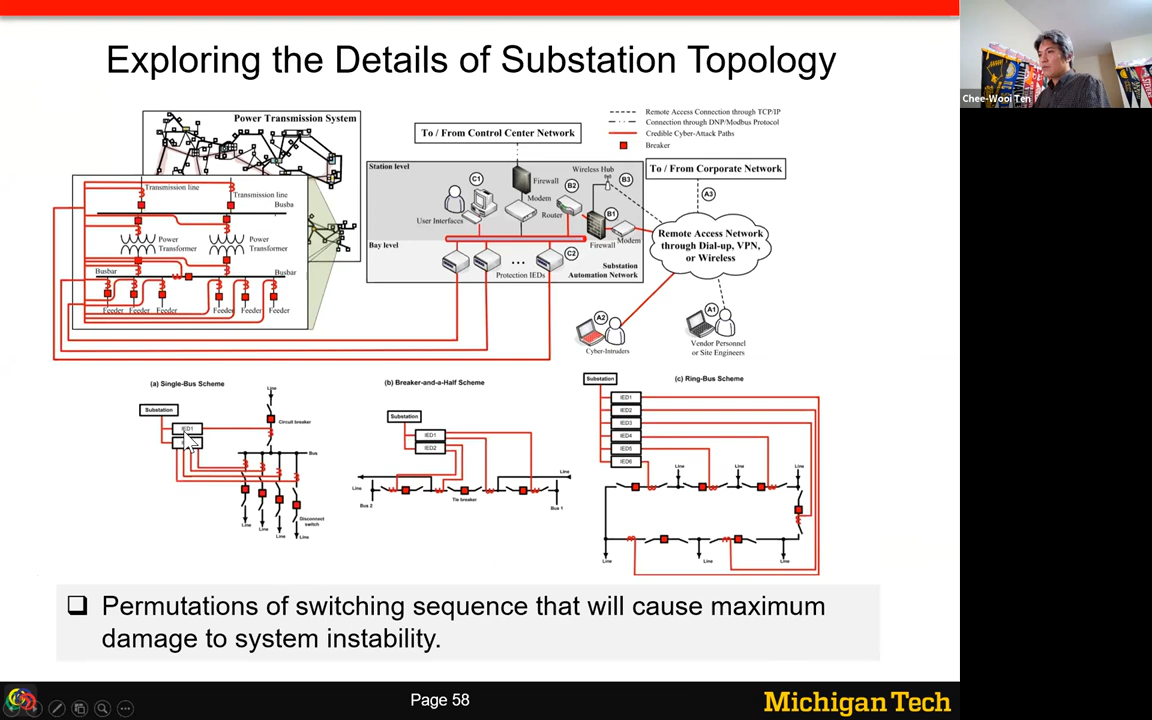 Exploring the Details of Substation Topology
Chee-Wooi Ten
Power Transmission System
Transmission line
Transmission line
Busba
Power
Transformer
Power
Transformer
Busbar
Busbar
Feeder
Feeder
Feeder
Feeder
Feeder
Feeder
To / From Control Center Network
Remote Access Connection through TCP/IP
Connection through DNP/Modbus Protocol
Credible Cyber-Attack Paths
Breaker
Station level
C1
User Interfaces
Firewall
Modem
Router
B2
Wireless Hub
B3
B1
Firewall
Modem
Bay level
C2
Protection IEDs
...
Substation
Automation Network
To / From Corporate Network
A3
Remote Access Network
through Dial-up, VPN,
or Wireless
A2
Cyber-Intruders
A1
Vendor Personnel
or Site Engineers
(a) Single-Bus Scheme
Substation
IED1
Line
Circuit breaker
Bus
Disconnect
switch
Line
Line
Line
Line
(b) Breaker-and-a-Half Scheme
Substation
IED1
IED2
Line
Line
Bus 2
Tie breaker
Bus 1
(c) Ring-Bus Scheme
Substation
IED1
IED2
IED3
IED4
IED5
IED6
Line
Line
Line
Line
Line
Line
❑ Permutations of switching sequence that will cause maximum
damage to system instability.
Page 58
Michigan Tech